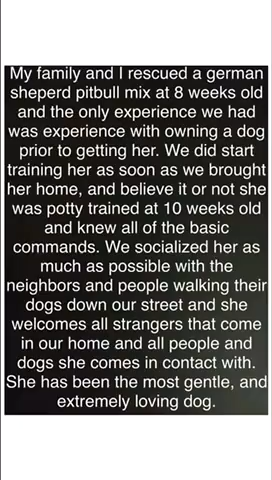 My family and I rescued a german
sheperd pitbull mix at 8 weeks old
and the only experience we had
was experience with owning a dog
prior to getting her. We did start
training her as soon as we brought
her home, and believe it or not she
was potty trained at 10 weeks old
and knew all of the basic
commands. We socialized her as
much as possible with the
neighbors and people walking their
dogs down our street and she
welcomes all strangers that come
in our home and all people and
dogs she comes in contact with.
She has been the most gentle, and
extremely loving dog.